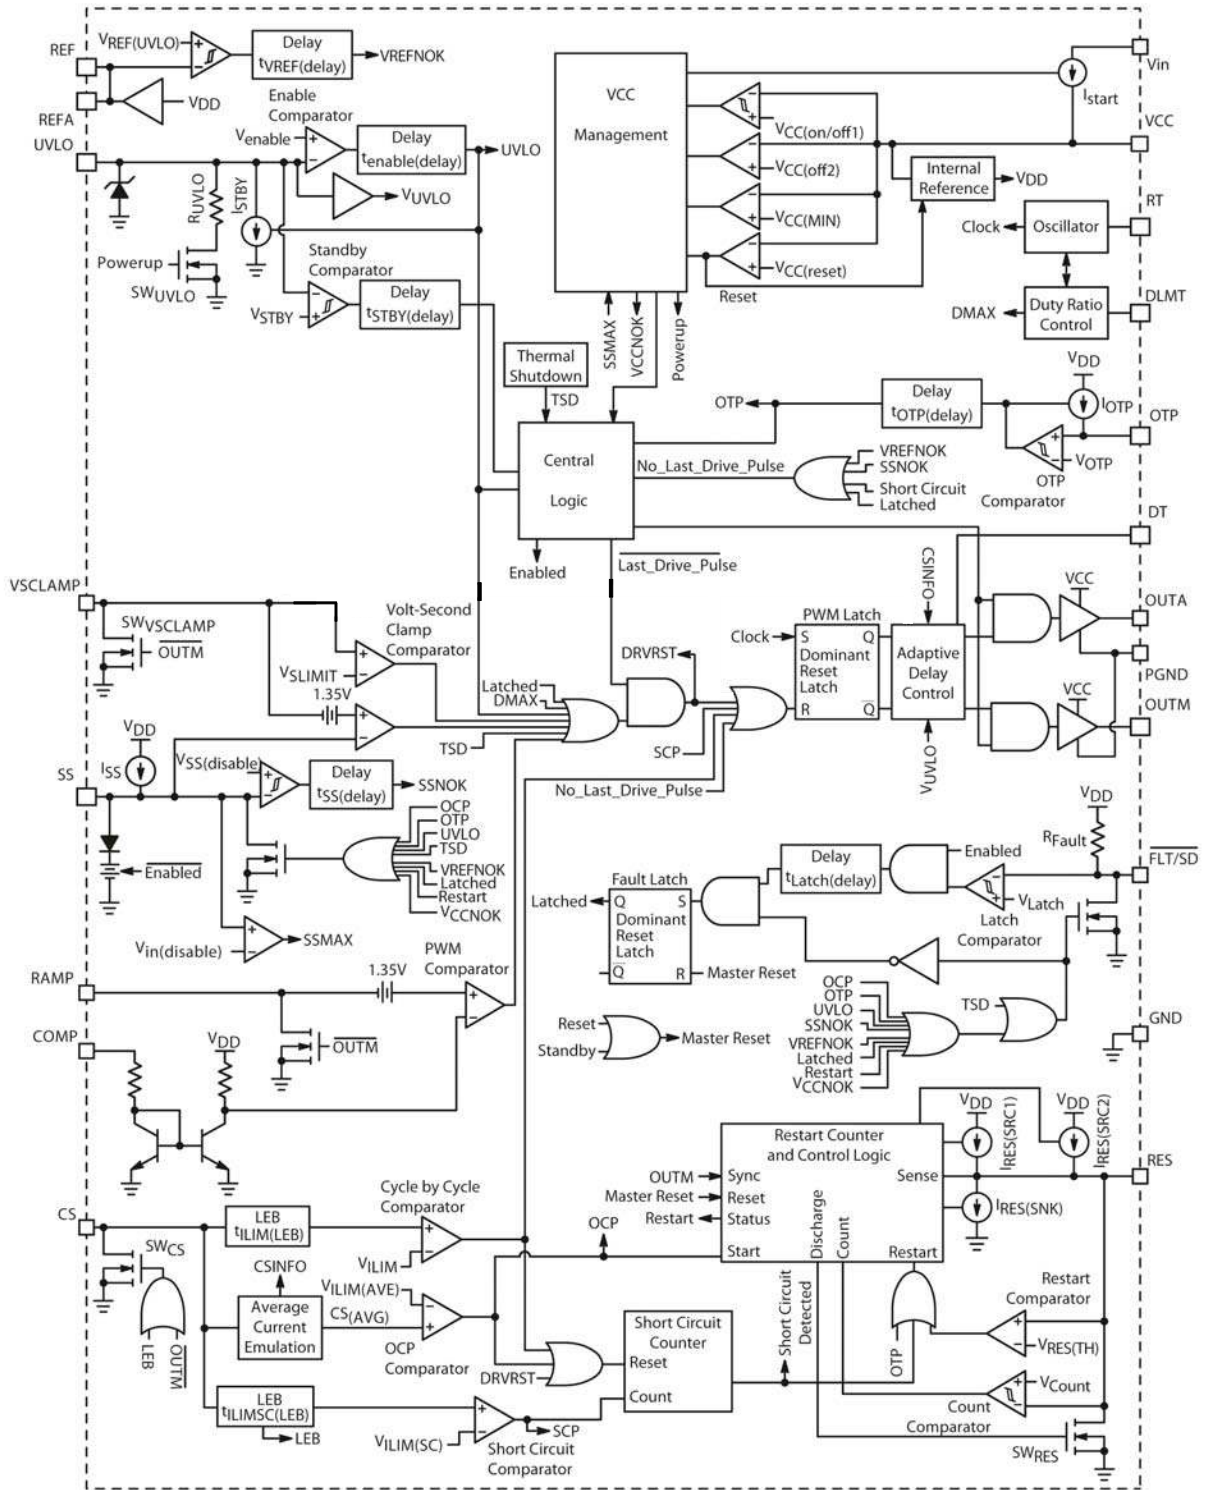 REF
VREF(UVLO)
Delay
tVREF(delay)
VREFNOK
VDD
REFA
Enable
Comparator
Venable
Delay
tenable(delay)
UVLO
UVLO
VUVLO
RUVLO
ISTBY
Powerup
SWUVLO
Standby
Comparator
VSTBY
Delay
tSTBY(delay)
VCC
Management
VCC(on/off1)
VCC(off2)
VCC(MIN)
VCC(reset)
Reset
SSMAX
VCCNOK
Powerup
Vin
Istart
VCC
Internal
Reference
VDD
RT
Clock
Oscillator
DLMT
DMAX
Duty Ratio
Control
Thermal
Shutdown
TSD
VDD
OTP
Delay
tOTP(delay)
IOTP
OTP
VOTP
OTP
Comparator
Central
Logic
No_Last_Drive_Pulse
VREFNOK
SSNOK
Short Circuit
Latched
Enabled
Last_Drive_Pulse
DT
VSCLAMP
SWVSCLAMP
OUTM
VSLIMIT
1.35V
Volt-Second
Clamp
Comparator
CSINFO
PWM Latch
Clock
S
Q
Dominant
Reset
Latch
R
Q
Adaptive
Delay
Control
VUVLO
VCC
OUTA
PGND
VCC
OUTM
DRVRST
Latched
DMAX
TSD
SCP
No_Last_Drive_Pulse
VDD
ISS
SS
VSS(disable)
Delay
tSS(delay)
SSNOK
OCP
OTP
UVLO
TSD
VREFNOK
Latched
Restart
VCCNOK
Enabled
Vin(disable)
SSMAX
VDD
RFault
FLT/SD
Enabled
Delay
tLatch(delay)
VLatch
Latch
Comparator
Fault Latch
Latched
Q
S
Dominant
Reset
Latch
Q
R
Master Reset
RAMP
1.35V
PWM
Comparator
OUTM
COMP
VDD
Reset
Standby
Master Reset
OCP
OTP
UVLO
SSNOK
VREFNOK
Latched
Restart
VCCNOK
TSD
GND
Restart Counter
and Control Logic
OUTM
Sync
Sense
Master Reset
Reset
Restart
Status
Start
Discharge
Count
Restart
VDD
IRES(SRC1)
VDD
IRES(SRC2)
RES
IRES(SNK)
CS
LEB
tILIM(LEB)
Cycle by Cycle
Comparator
VILIM
OCP
SWCS
LEB
OUTM
CSINFO
Average
Current
Emulation
VILIM(AVE)
CS(AVG)
OCP
Comparator
DRVRST
Short Circuit
Counter
Reset
Count
Short Circuit
Detected
OTP
Restart
Comparator
VRES(TH)
VCount
Count
Comparator
SWRES
LEB
tILIMSC(LEB)
LEB
VILIM(SC)
SCP
Short Circuit
Comparator